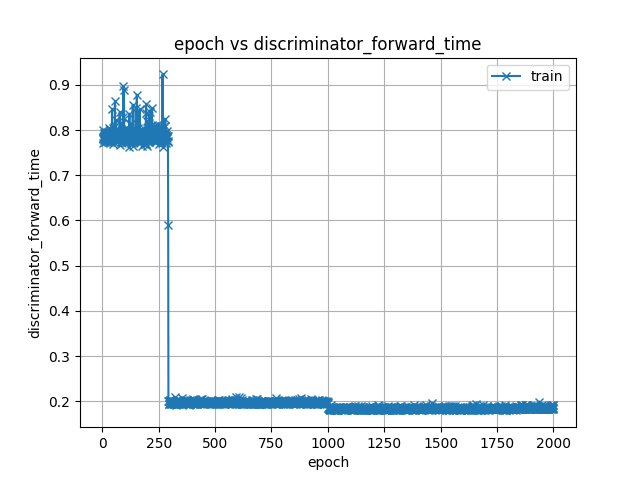 epoch vs discriminator_forward_time
train
discriminator_forward_time
0.9
0.8
0.7
0.6
0.5
0.4
0.3
0.2
0 250 500 750 1000 1250 1500 1750 2000
epoch